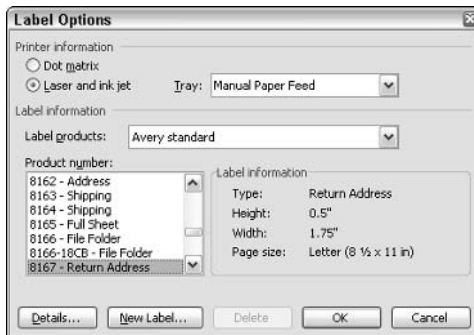 Label Options
Printer information
Dot matrix
Laser and ink jet Tray: Manual Paper Feed
Label information
Label products: Avery standard
Product number:
8162 - Address
8163 - Shipping
8164 - Shipping
8165 - Full Sheet
8166 - File Folder
8166-18CB - File Folder
8167 - Return Address
Label information
Type: Return Address
Height: 0.5"
Width: 1.75"
Page size: Letter (8 ½ x 11 in)
Details... New Label... Delete OK Cancel